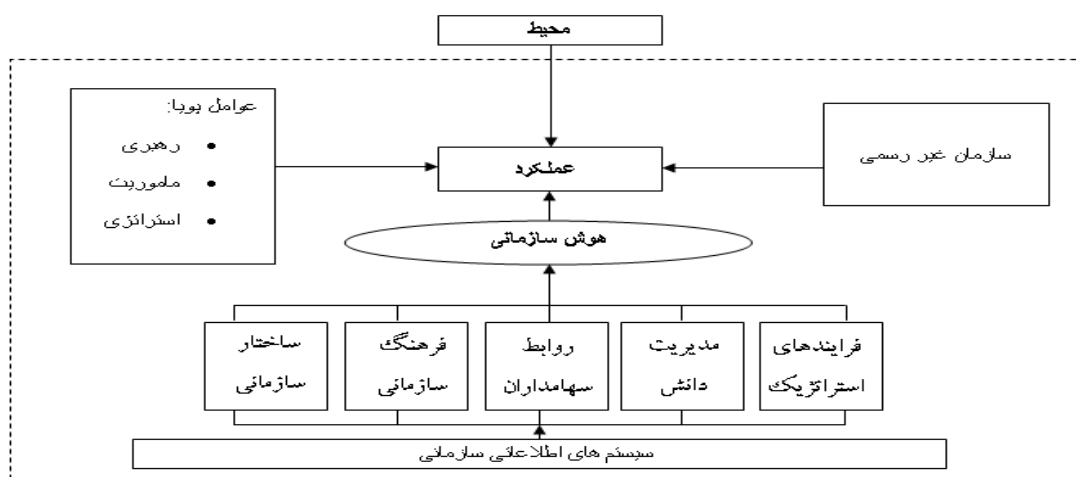 محیط
عوامل پویا:
رهبری
ماموریت
استراتژی
عملکرد
سازمان غیر رسمی
هوش سازمانی
فرایندهای
استراتژیک
مدیریت
دانش
روابط
سهامداران
فرهنگ
سازمانی
ساختار
سازمانی
سیستم های اطلاعاتی سازمانی